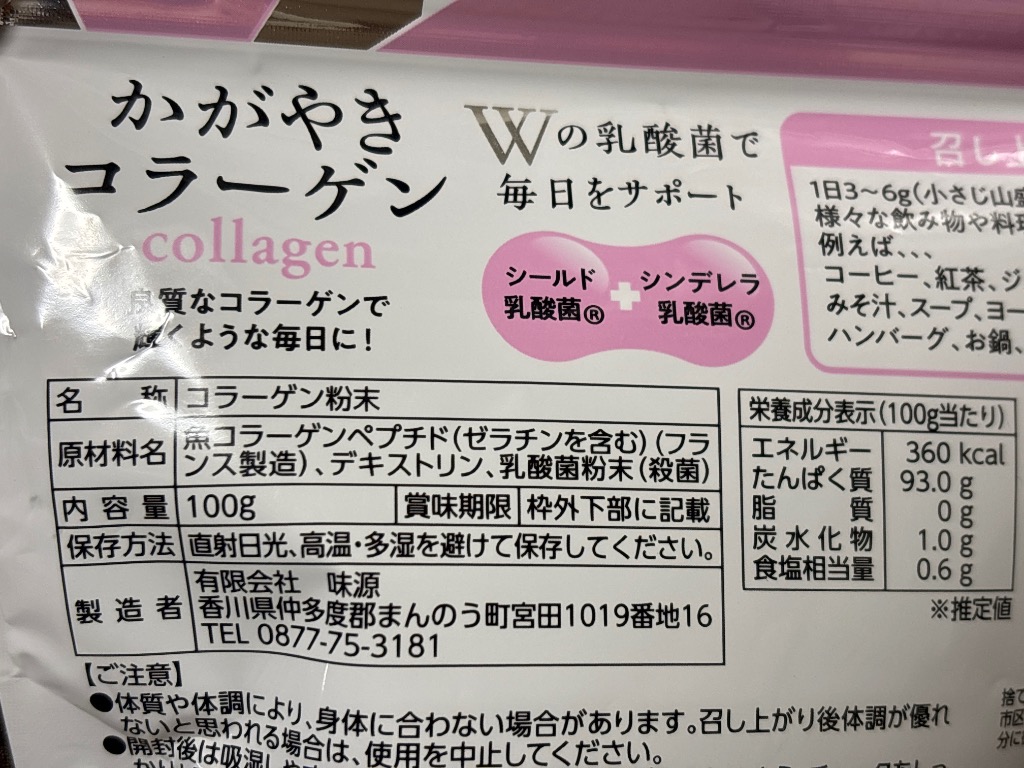 かがやき
コラーゲン
collagen
質なコラーゲンで
くような毎日に!
Wの乳酸菌で
毎日をサポート
シールド
乳酸菌®
+
シンデレラ
乳酸菌®
召し
1日3〜6g(小さじ山
様々な飲み物や料
例えば、、、
コーヒー、紅茶、ジ
みそ汁、スープ、ヨー
ハンバーグ、お鍋、
名 称 コラーゲン粉末
原材料名 魚コラーゲンペプチド(ゼラチンを含む)(フラ
ンス製造)、デキストリン、乳酸菌粉末(殺菌)
内容量 100g 賞味期限 枠外下部に記載
保存方法 直射日光、高温・多湿を避けて保存してください。
製造者 有限会社 味源
香川県仲多度郡まんのう町宮田1019番地16
TEL 0877-75-3181
栄養成分表示(100g当たり)
エネルギー 360 kcal
たんぱく質 93.0 g
脂質 0 g
炭水化物 1.0 g
食塩相当量 0.6 g
※推定値
【ご注意】
●体質や体調により、身体に合わない場合があります。召し上がり後体調が優れ
ないと思われる場合は、使用を中止してください。
●開封後は吸湿し
捨て
市区
分に